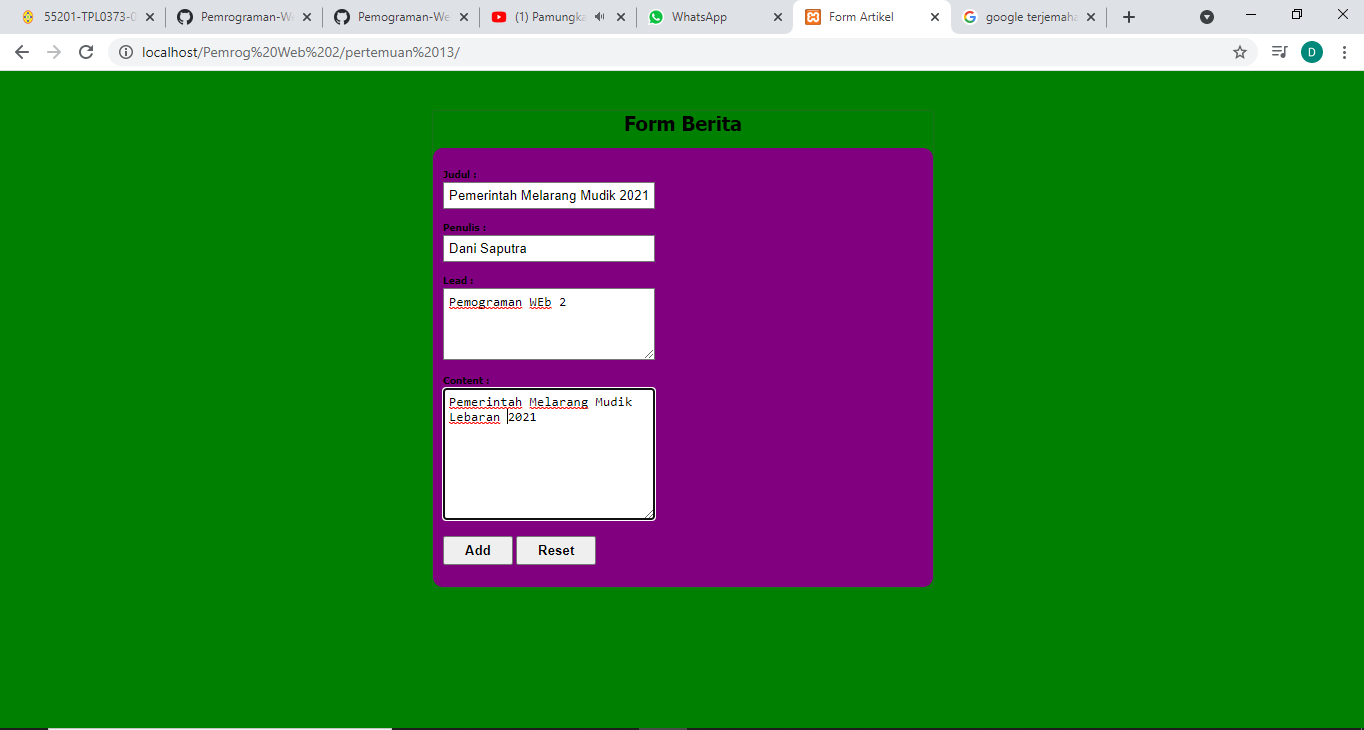 55201-TPL0373-0
Pemrograman-W
Pemograman-We
(1) Pamungka
WhatsApp
Form Artikel
google terjemaha
localhost/Pemrog%20Web%202/pertemuan%2013/
D
Form Berita
Judul :
Pemerintah Melarang Mudik 2021
Penulis :
Dani Saputra
Lead :
Pemograman WEb 2
Content :
Pemerintah Melarang Mudik
Lebaran 2021
Add Reset